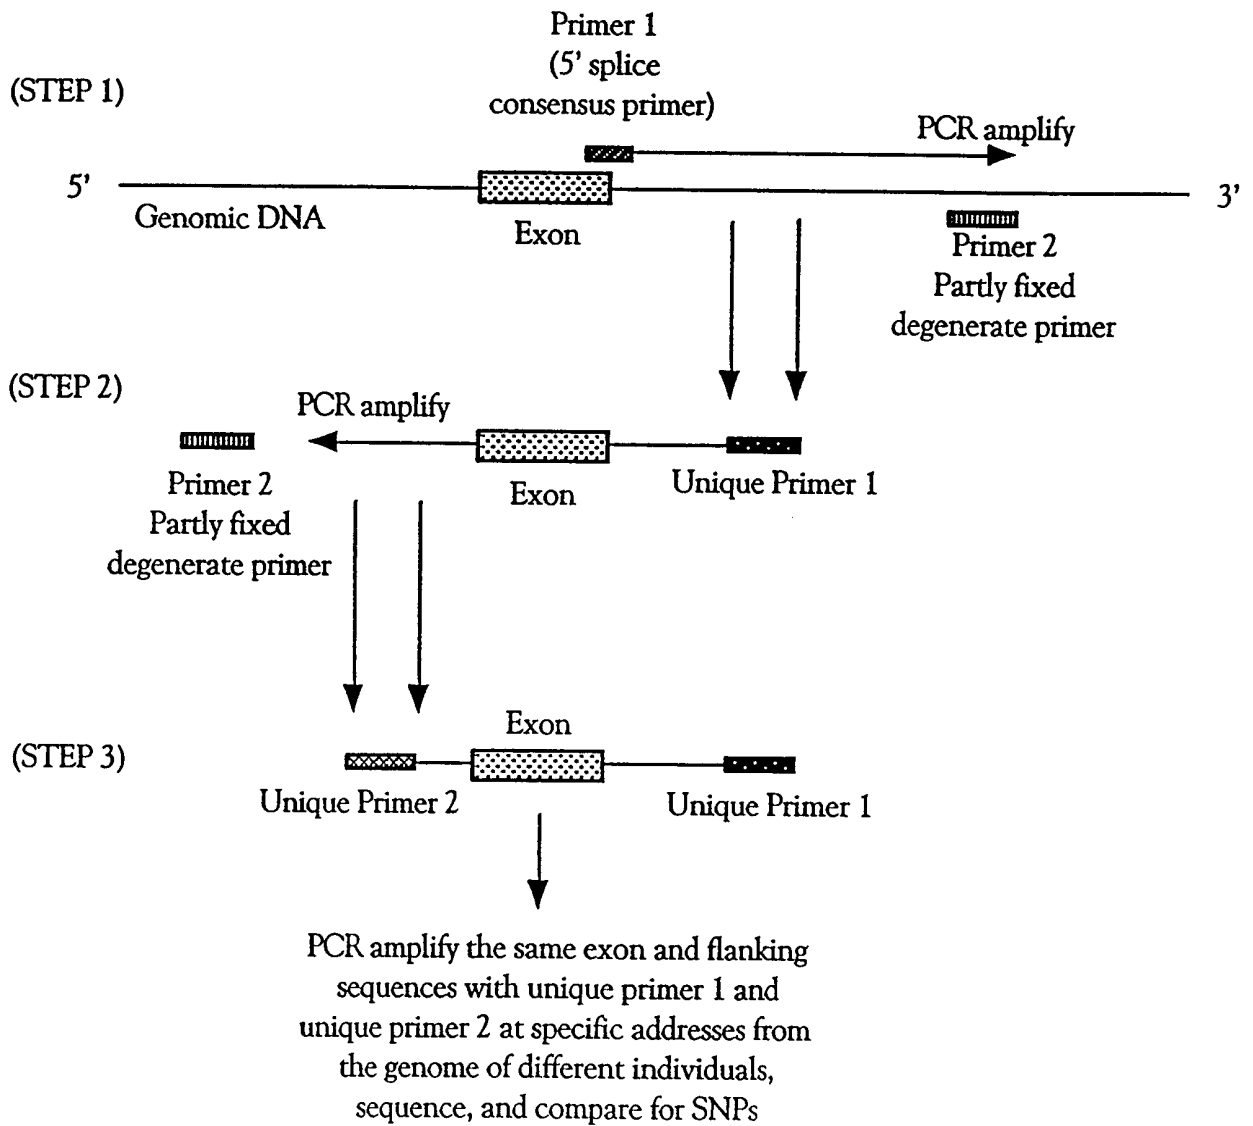 Primer 1
(5' splice
consensus primer)
(STEP 1)
PCR amplify
5'
3'
Genomic DNA
Exon
Primer 2
Partly fixed
degenerate primer
(STEP 2)
PCR amplify
Primer 2
Partly fixed
degenerate primer
Exon
Unique Primer 1
(STEP 3)
Exon
Unique Primer 2
Unique Primer 1
PCR amplify the same exon and flanking
sequences with unique primer 1 and
unique primer 2 at specific addresses from
the genome of different individuals,
sequence, and compare for SNPs